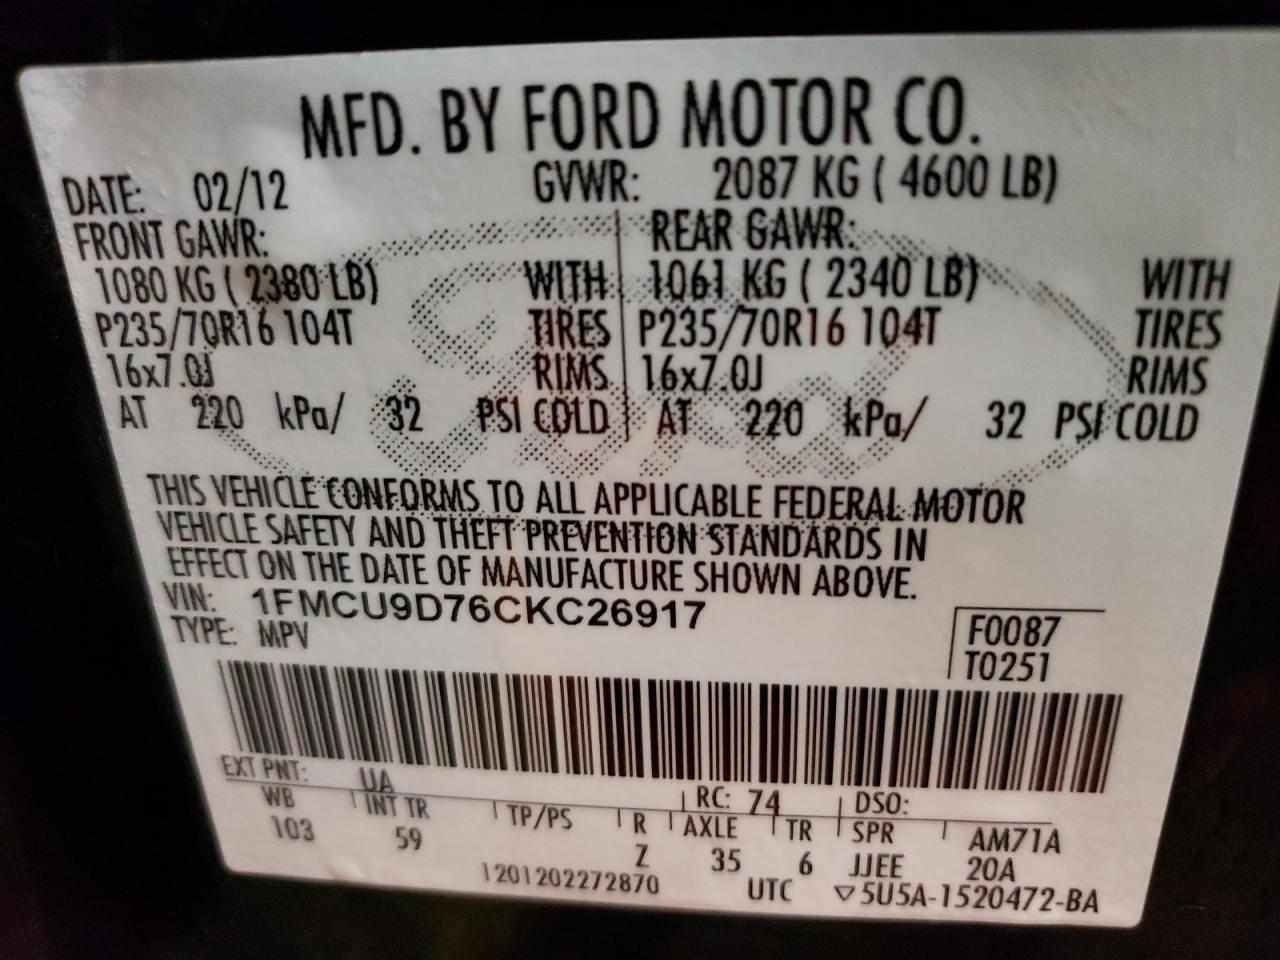 MFD. BY FORD MOTOR CO.
DATE: 02/12 GVWR: 2087 KG ( 4600 LB)
FRONT GAWR: REAR GAWR:
1080 KG ( 2380 LB) WITH 1061 KG ( 2340 LB) WITH
P235/70R16 104T TIRES P235/70R16 104T TIRES
16x7.0J RIMS 16x7.0J RIMS
AT 220 kPa/ 32 PSI COLD AT 220 kPa/ 32 PSI COLD
Ford
THIS VEHICLE CONFORMS TO ALL APPLICABLE FEDERAL MOTOR
VEHICLE SAFETY AND THEFT PREVENTION STANDARDS IN
EFFECT ON THE DATE OF MANUFACTURE SHOWN ABOVE.
VIN: 1FMCU9D76CKC26917
TYPE: MPV
F0087
T0251
EXT PNT: UA RC: 74 DSO:
WB INT TR TP/PS R AXLE TR SPR AM71A
103 59 Z 35 6 JJEE 20A
1201202272870 UTC ▽5U5A-1520472-BA